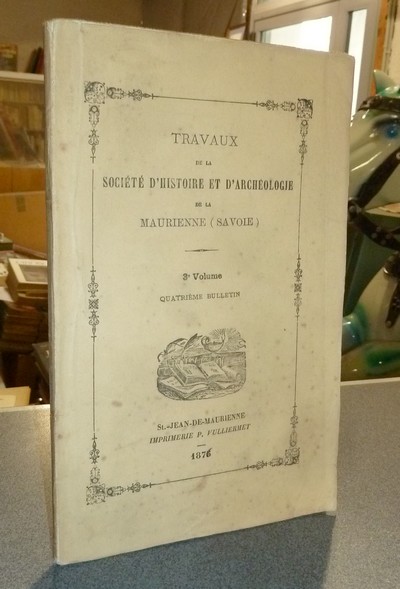 TRAVAUX
DE LA
SOCIÉTÉ D'HISTOIRE ET D'ARCHÉOLOGIE
DE LA
MAURIENNE (SAVOIE)
3e Volume
QUATRIÈME BULLETIN
St.-JEAN-DE-MAURIENNE
IMPRIMERIE P. VULLIERMET
1876